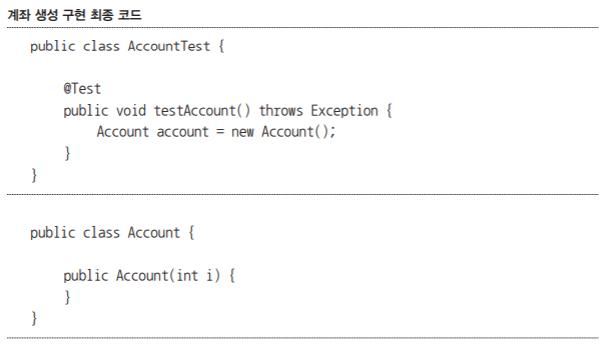 계좌 생성 구현 최종 코드
public class AccountTest {
@Test
public void testAccount() throws Exception {
Account account = new Account();
}
}
public class Account {
public Account(int i) {
}
}